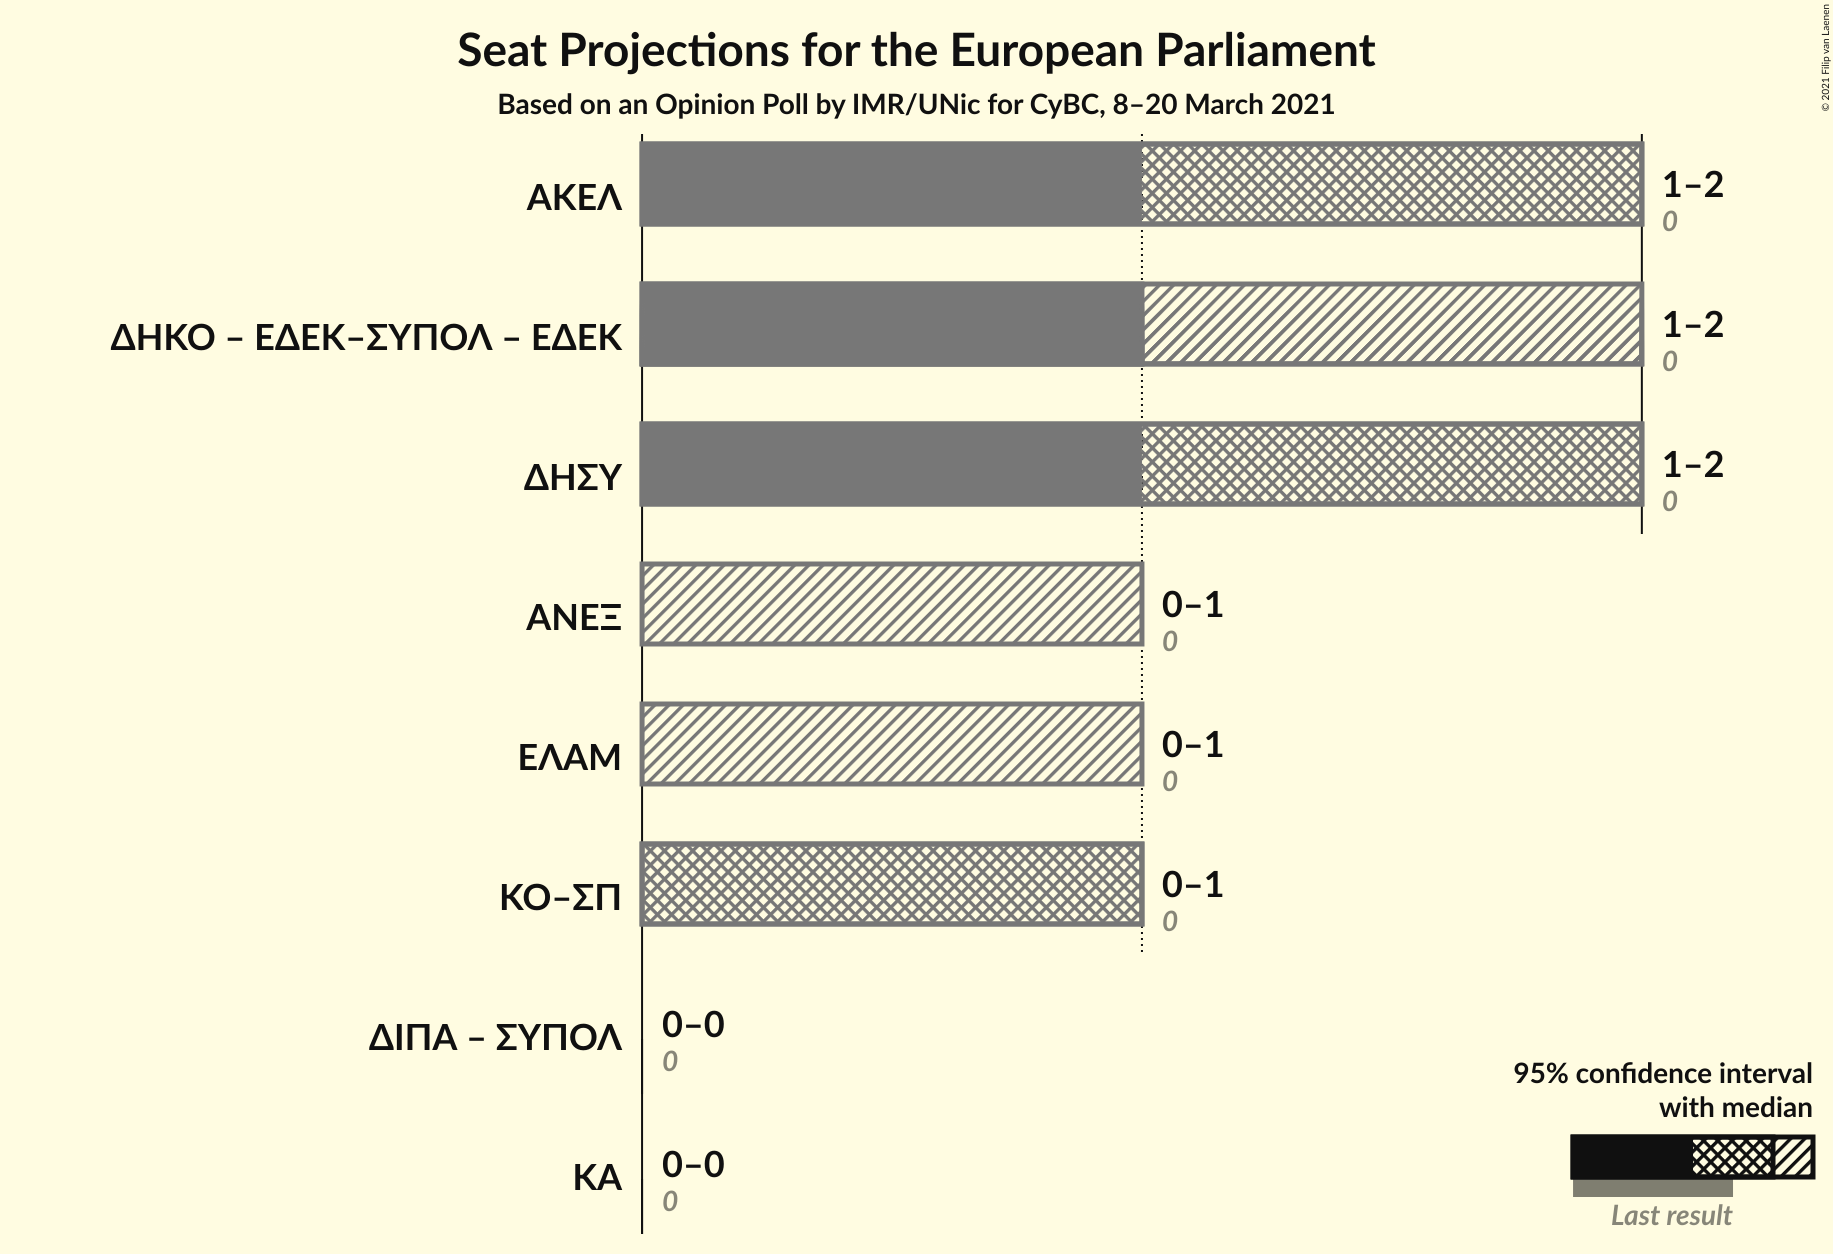 Seat Projections for the European Parliament
Based on an Opinion Poll by IMR/UNic for CyBC, 8–20 March 2021
© 2021 Filip van Laenen
ΑΚΕΛ
1–2
0
ΔΗΚΟ – ΕΔΕΚ–ΣΥΠΟΛ – ΕΔΕΚ
1–2
0
ΔΗΣΥ
1–2
0
ΑΝΕΞ
0–1
0
ΕΛΑΜ
0–1
0
ΚΟ–ΣΠ
0–1
0
ΔΙΠΑ – ΣΥΠΟΛ
0–0
0
ΚΑ
0–0
0
95% confidence interval
with median
Last result